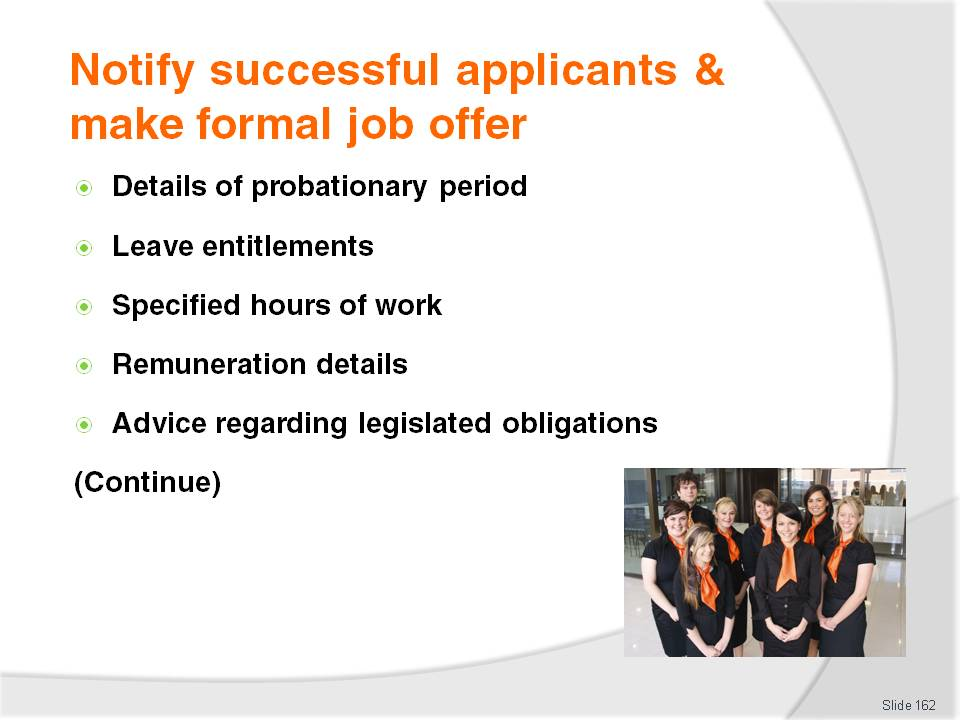 Notify successful applicants &
make formal job offer
Details of probationary period
Leave entitlements
Specified hours of work
Remuneration details
Advice regarding legislated obligations
(Continue)
Slide 162